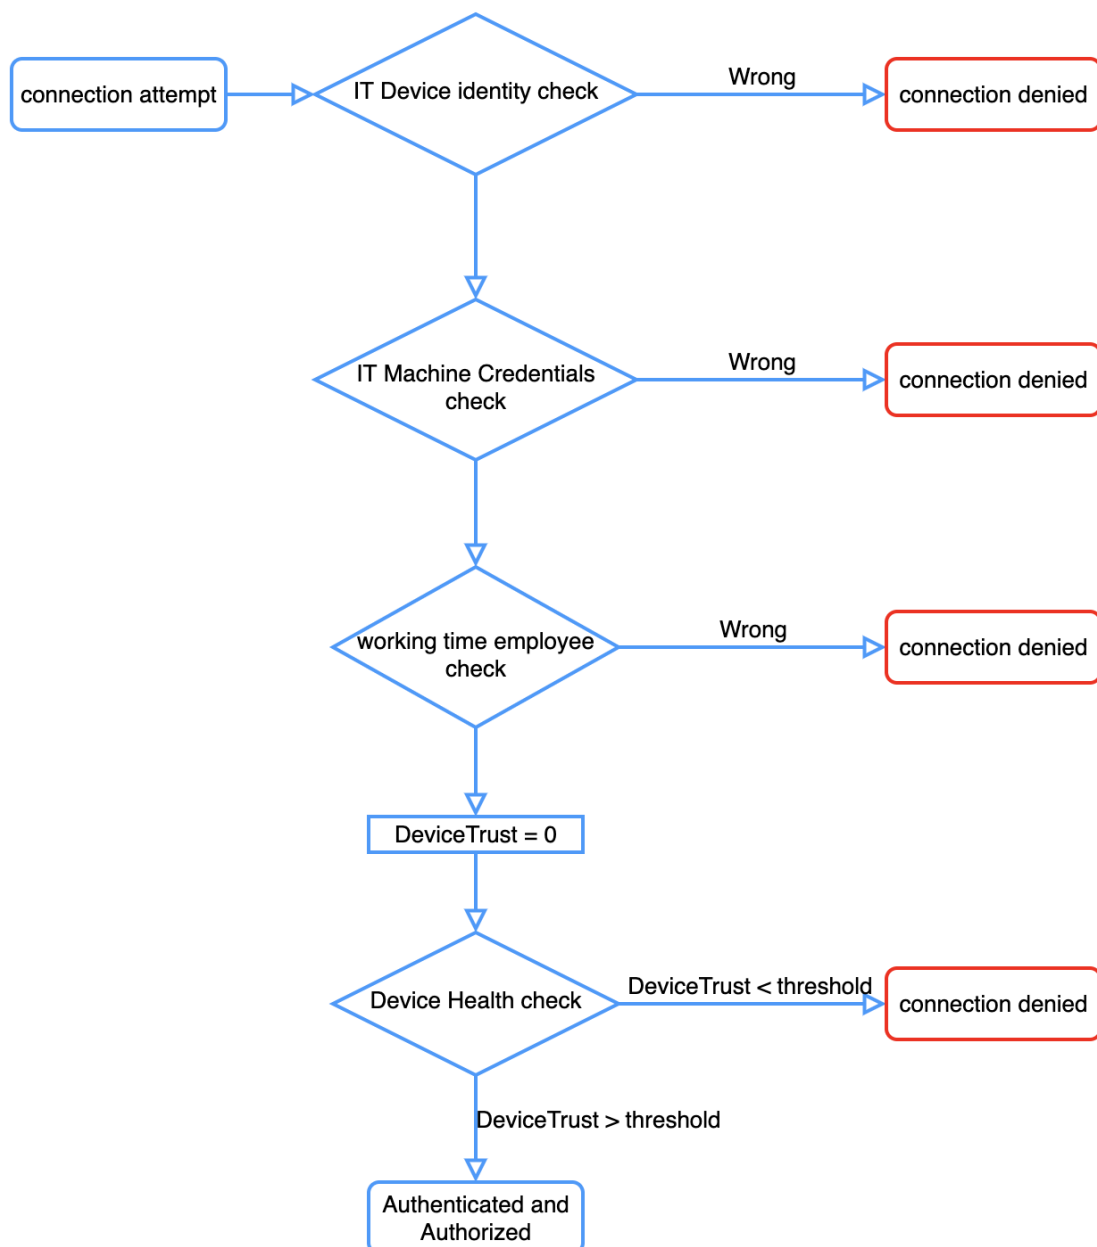 connection attempt
IT Device identity check
Wrong
connection denied
IT Machine Credentials
check
Wrong
connection denied
working time employee
check
Wrong
connection denied
DeviceTrust = 0
Device Health check
DeviceTrust < threshold
connection denied
DeviceTrust > threshold
Authenticated and
Authorized